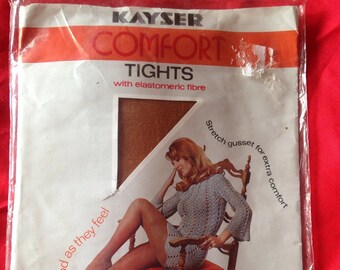 KAYSER
COMFORT
TIGHTS
with elastomeric fibre
Stretch gusset for extra comfort
as they feel